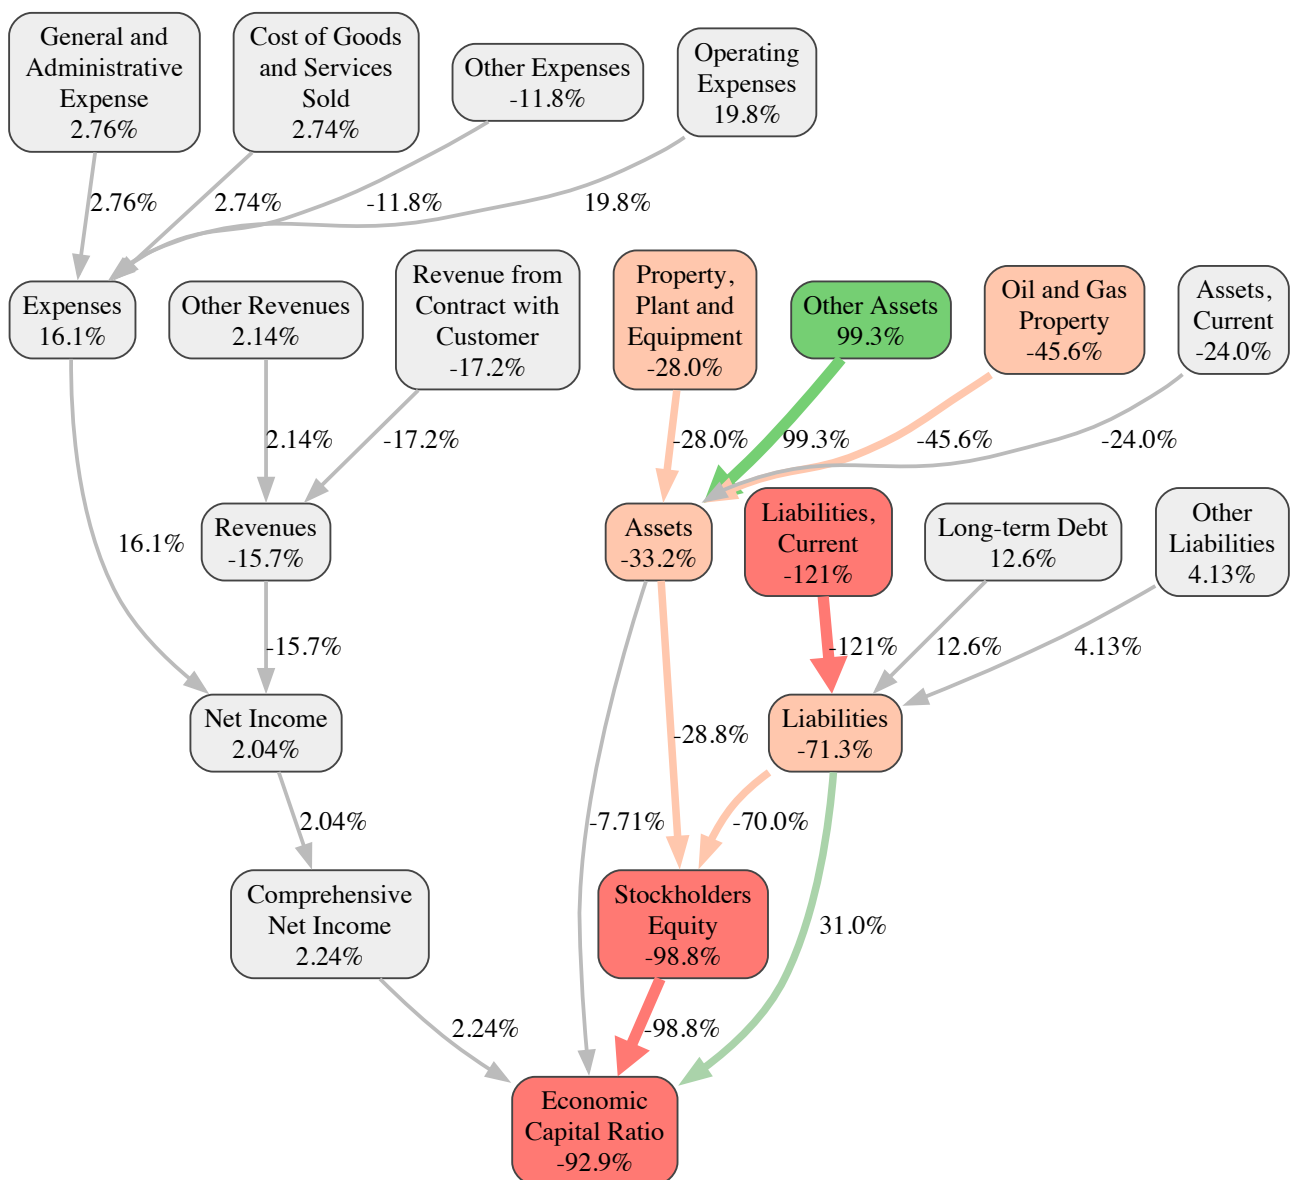 General and
Administrative
Expense
2.76%
Cost of Goods
and Services
Sold
2.74%
Other Expenses
-11.8%
Operating
Expenses
19.8%
2.76%
2.74%
-11.8%
19.8%
Expenses
16.1%
Other Revenues
2.14%
Revenue from
Contract with
Customer
-17.2%
Property,
Plant and
Equipment
-28.0%
Other Assets
99.3%
Oil and Gas
Property
-45.6%
Assets,
Current
-24.0%
2.14%
-17.2%
-28.0%
99.3%
-45.6%
-24.0%
16.1%
Revenues
-15.7%
Assets
-33.2%
Liabilities,
Current
-121%
Long-term Debt
12.6%
Other
Liabilities
4.13%
-15.7%
-121%
12.6%
4.13%
Net Income
2.04%
-28.8%
Liabilities
-71.3%
2.04%
-7.71%
-70.0%
Comprehensive
Net Income
2.24%
Stockholders
Equity
-98.8%
31.0%
2.24%
-98.8%
Economic
Capital Ratio
-92.9%